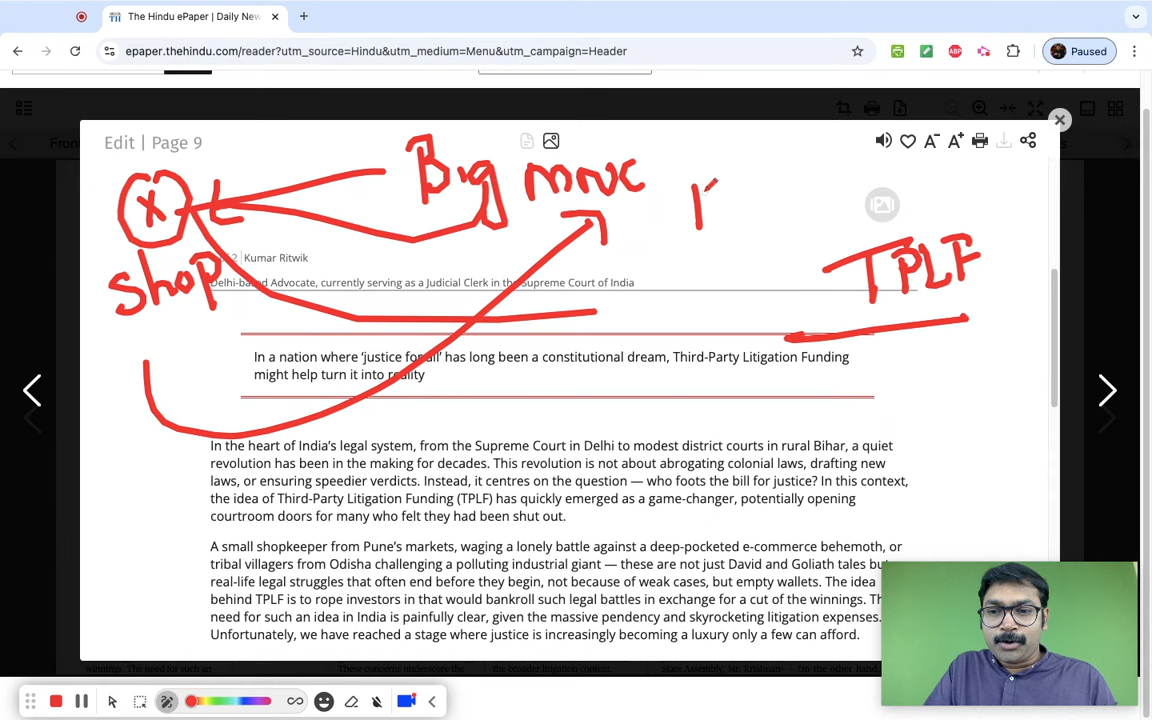 The Hindu ePaper | Daily New
epaper.thehindu.com/reader?utm_source=Hindu&utm_medium=Menu&utm_campaign=Header
ABP
Paused
Edit | Page 9
A-
A+
Big mnc
X
shop
TPLF
Kumar Ritwik
Delhi-based Advocate, currently serving as a Judicial Clerk in the Supreme Court of India
In a nation where ‘justice for all’ has long been a constitutional dream, Third-Party Litigation Funding
might help turn it into reality
In the heart of India’s legal system, from the Supreme Court in Delhi to modest district courts in rural Bihar, a quiet
revolution has been in the making for decades. This revolution is not about abrogating colonial laws, drafting new
laws, or ensuring speedier verdicts. Instead, it centres on the question — who foots the bill for justice? In this context,
the idea of Third-Party Litigation Funding (TPLF) has quickly emerged as a game-changer, potentially opening
courtroom doors for many who felt they had been shut out.
A small shopkeeper from Pune’s markets, waging a lonely battle against a deep-pocketed e-commerce behemoth, or
tribal villagers from Odisha challenging a polluting industrial giant — these are not just David and Goliath tales but
real-life legal struggles that often end before they begin, not because of weak cases, but empty wallets. The idea
behind TPLF is to rope investors in that would bankroll such legal battles in exchange for a cut of the winnings. Th
need for such an idea in India is painfully clear, given the massive pendency and skyrocketing litigation expenses.
Unfortunately, we have reached a stage where justice is increasingly becoming a luxury only a few can afford.